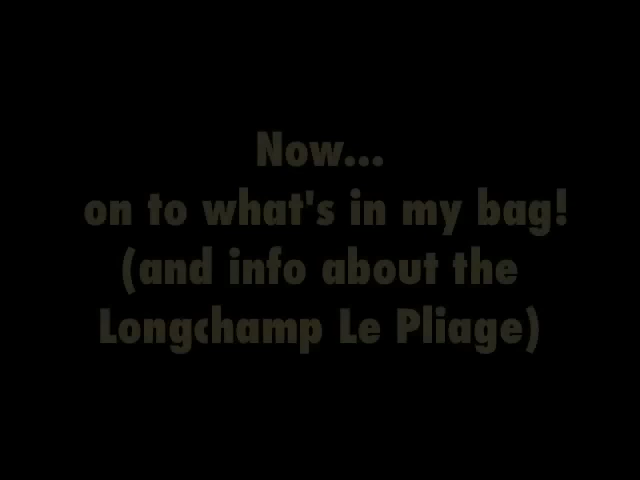 Now...
on to what's in my bag!
(and info about the
Longchamp Le Pliage)